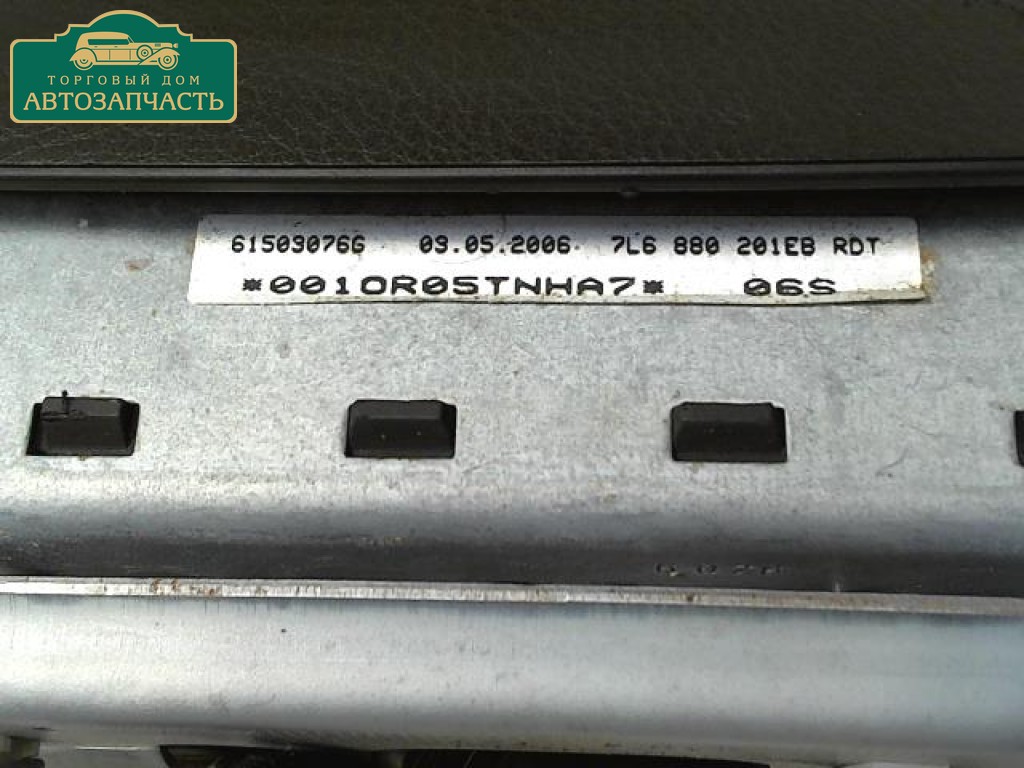 ТОРГОВЫЙ ДОМ
АВТОЗАПЧАСТЬ
61503076G 09.05.2006 7L6 880 201EB RDT
*0010R05TNHA7* 06S